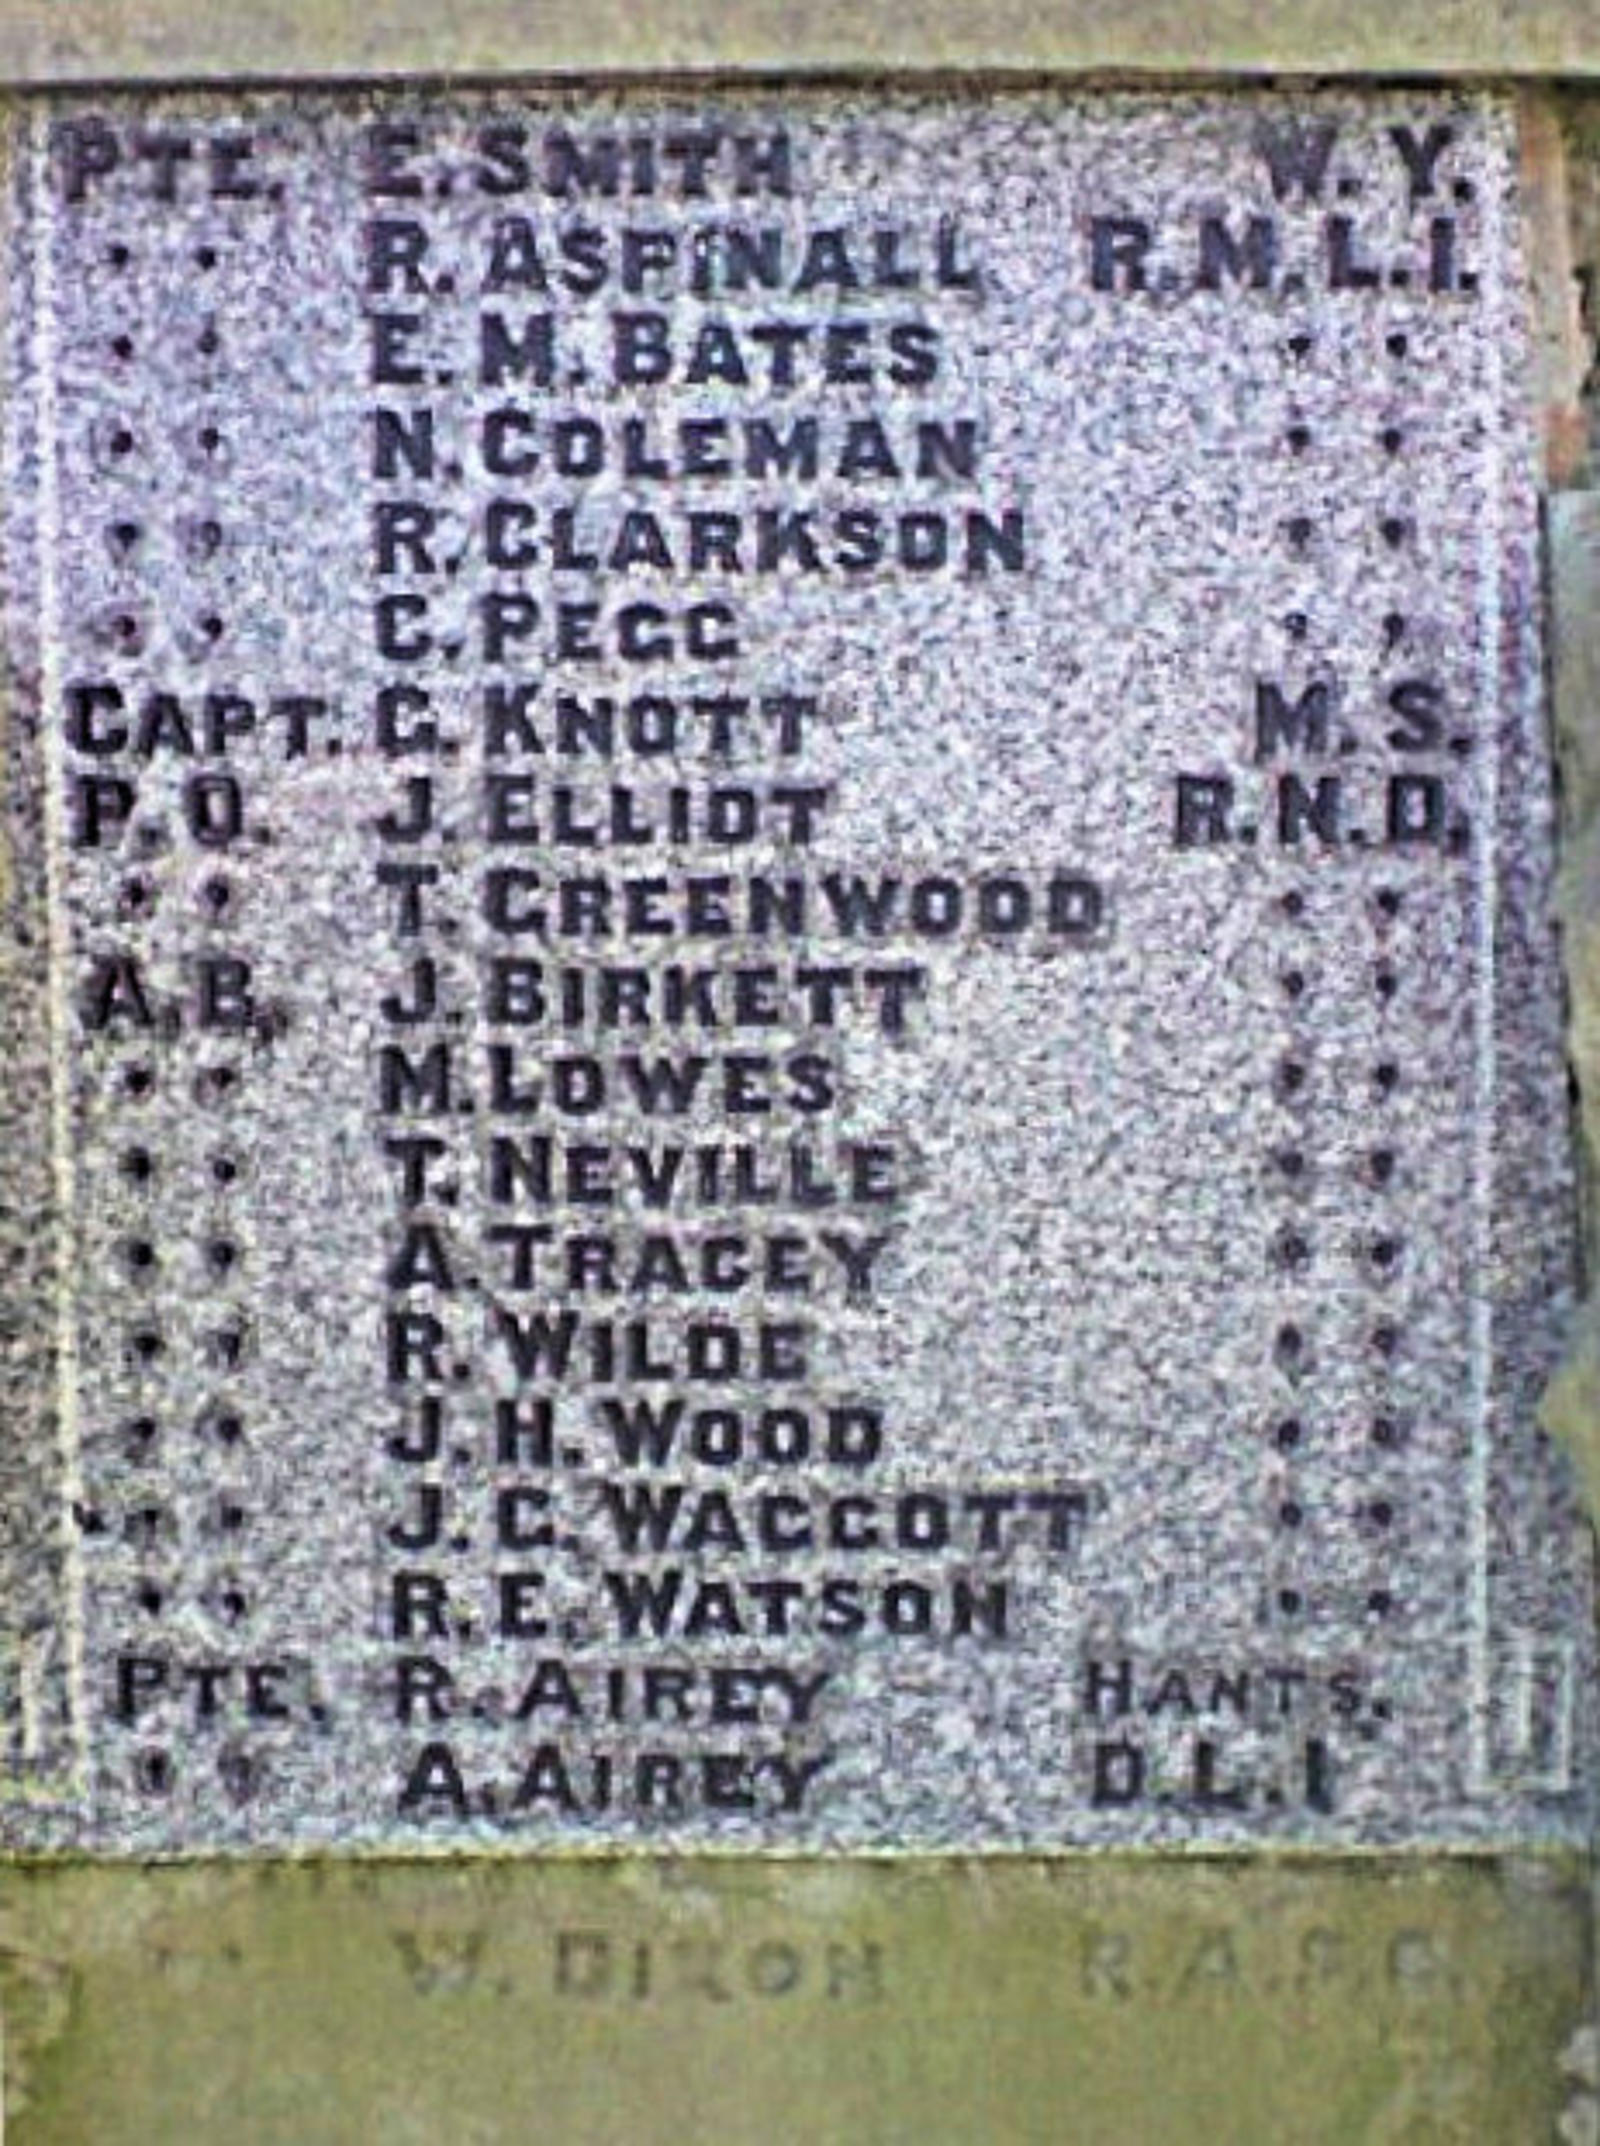 PTE. E. SMITH W. Y.
" " R. ASPINALL R.M.L.I.
" " E. M. BATES " "
" " N. COLEMAN " "
" " R. CLARKSON " "
" " C. PEGG " "
CAPT. G. KNOTT M. S.
P. O. J. ELLIOT R.N.D.
" " T. GREENWOOD " "
A. B. J. BIRKETT " "
" " M. LOWES " "
" " T. NEVILLE " "
" " A. TRACEY " "
" " R. WILDE " "
" " J. H. WOOD " "
" " J. G. WAGGOTT " "
" " R. E. WATSON " "
PTE. R. AIREY HANTS.
" " A. AIREY D.L.I
" " W. DIXON